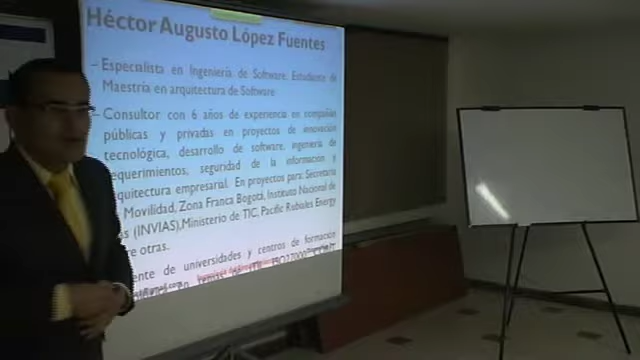 Héctor Augusto López Fuentes
– Especialista en Ingeniería de Software. Estudiante de
Maestría en arquitectura de Software
– Consultor con 6 años de experiencia en compañías
públicas y privadas en proyectos de innovación
tecnológica, desarrollo de software, ingeniería de
equerimientos, seguridad de la información y
quitectura empresarial. En proyectos para: Secretaría
Movilidad, Zona Franca Bogotá, Instituto Nacional de
s (INVIAS), Ministerio de TIC, Pacific Rubiales Energy
e otras.
ente de universidades y centros de formación